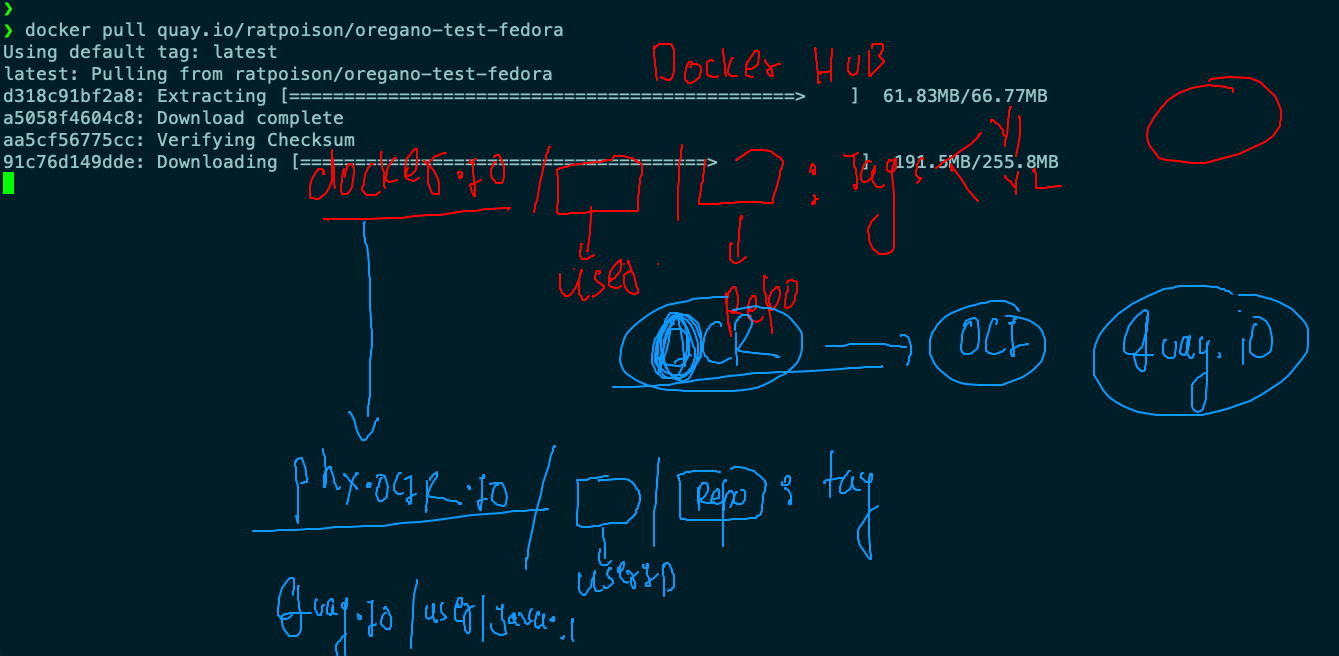 ❯
❯ docker pull quay.io/ratpoison/oregano-test-fedora
Using default tag: latest
latest: Pulling from ratpoison/oregano-test-fedora
Docker HUB
d318c91bf2a8: Extracting [==============================================>    ]  61.83MB/66.77MB
a5058f4604c8: Download complete
aa5cf56775cc: Verifying Checksum
91c76d149dde: Downloading [=====================================>             ]  191.5MB/255.8MB
docker.io / / : Tag: V1 V2
user Repo
OCR OCI Quay.io
phx.ocir.io / / Repo : tag
userID
Quay.io/user/java:1